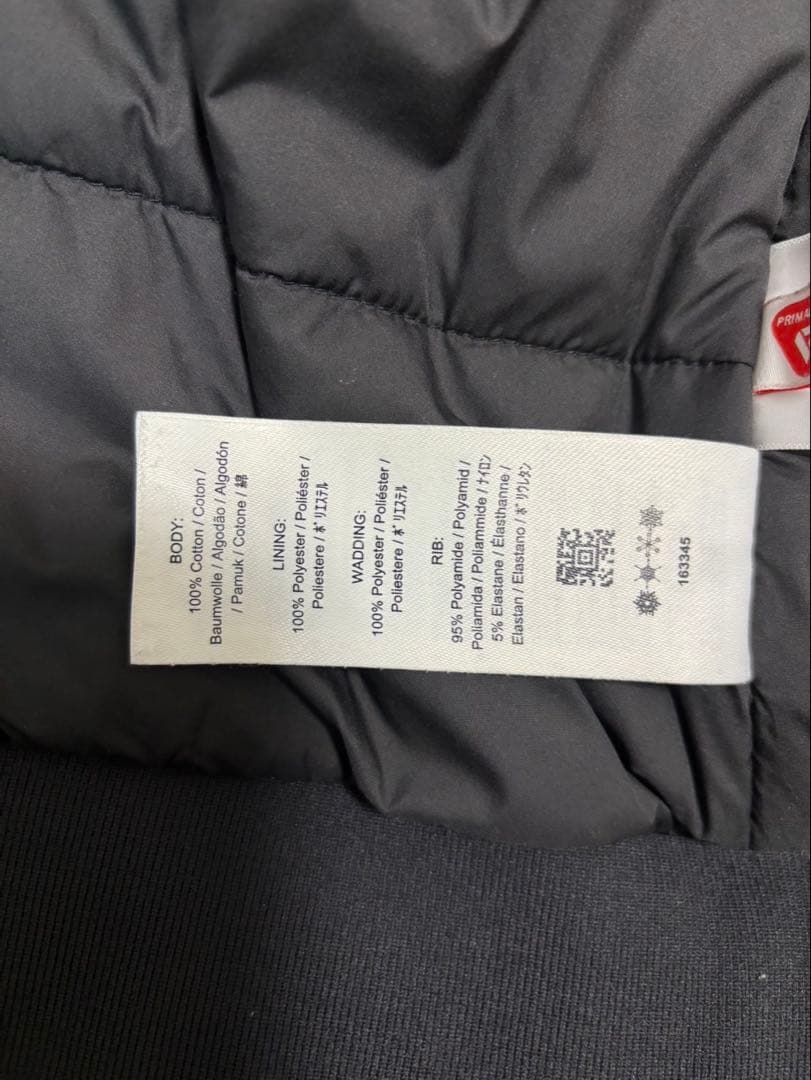 BODY:
100% Cotton / Coton /
Baumwolle / Algodão / Algodón
/ Pamuk / Cotone / 綿
LINING:
100% Polyester / Poliéster /
Poliestere / ポリエステル
WADDING:
100% Polyester / Poliéster /
Poliestere / ポリエステル
RIB:
95% Polyamide / Polyamid /
Poliamida / Poliammide / ナイロン
5% Elastane / Élasthanne /
Elastan / Elastano / ポリウレタン
163345